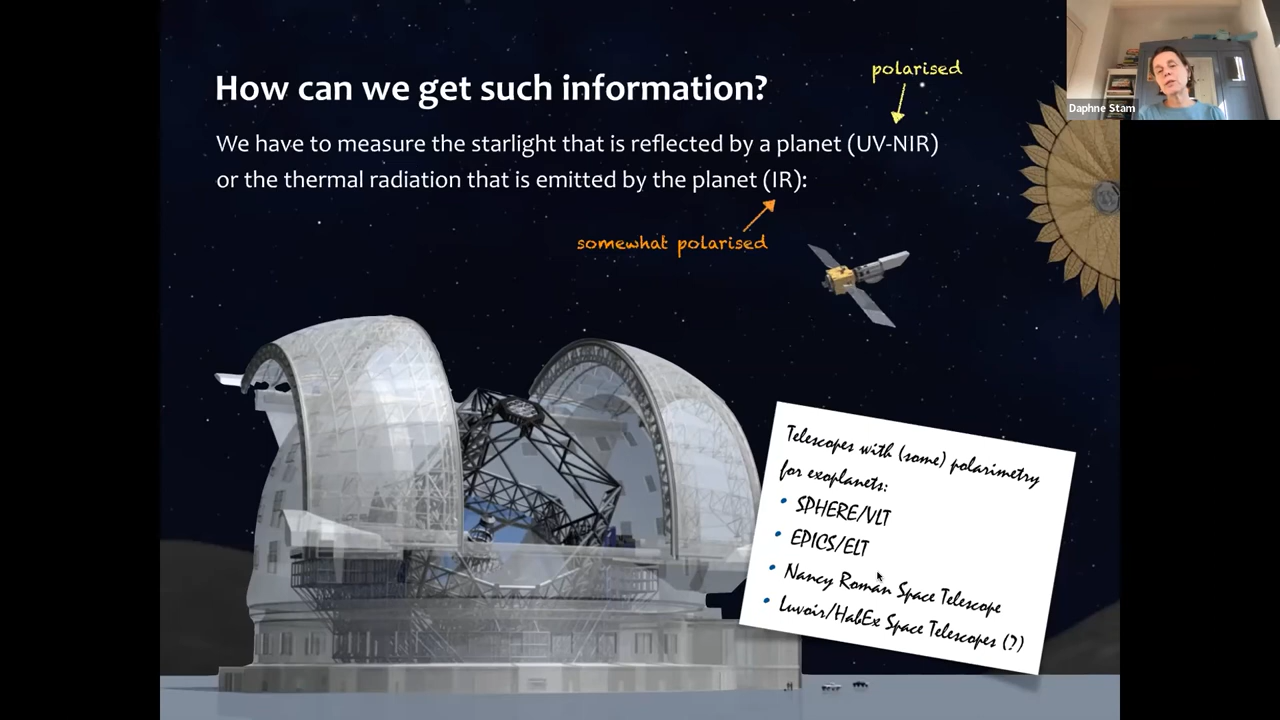 How can we get such information?
polarised
We have to measure the starlight that is reflected by a planet (UV-NIR)
or the thermal radiation that is emitted by the planet (IR):
somewhat polarised
Daphne Stam
Telescopes with (some) polarimetry
for exoplanets:
• SPHERE/VLT
• EPICS/ELT
• Nancy Roman Space Telescope
• Luvoir/HabEx Space Telescopes (?)